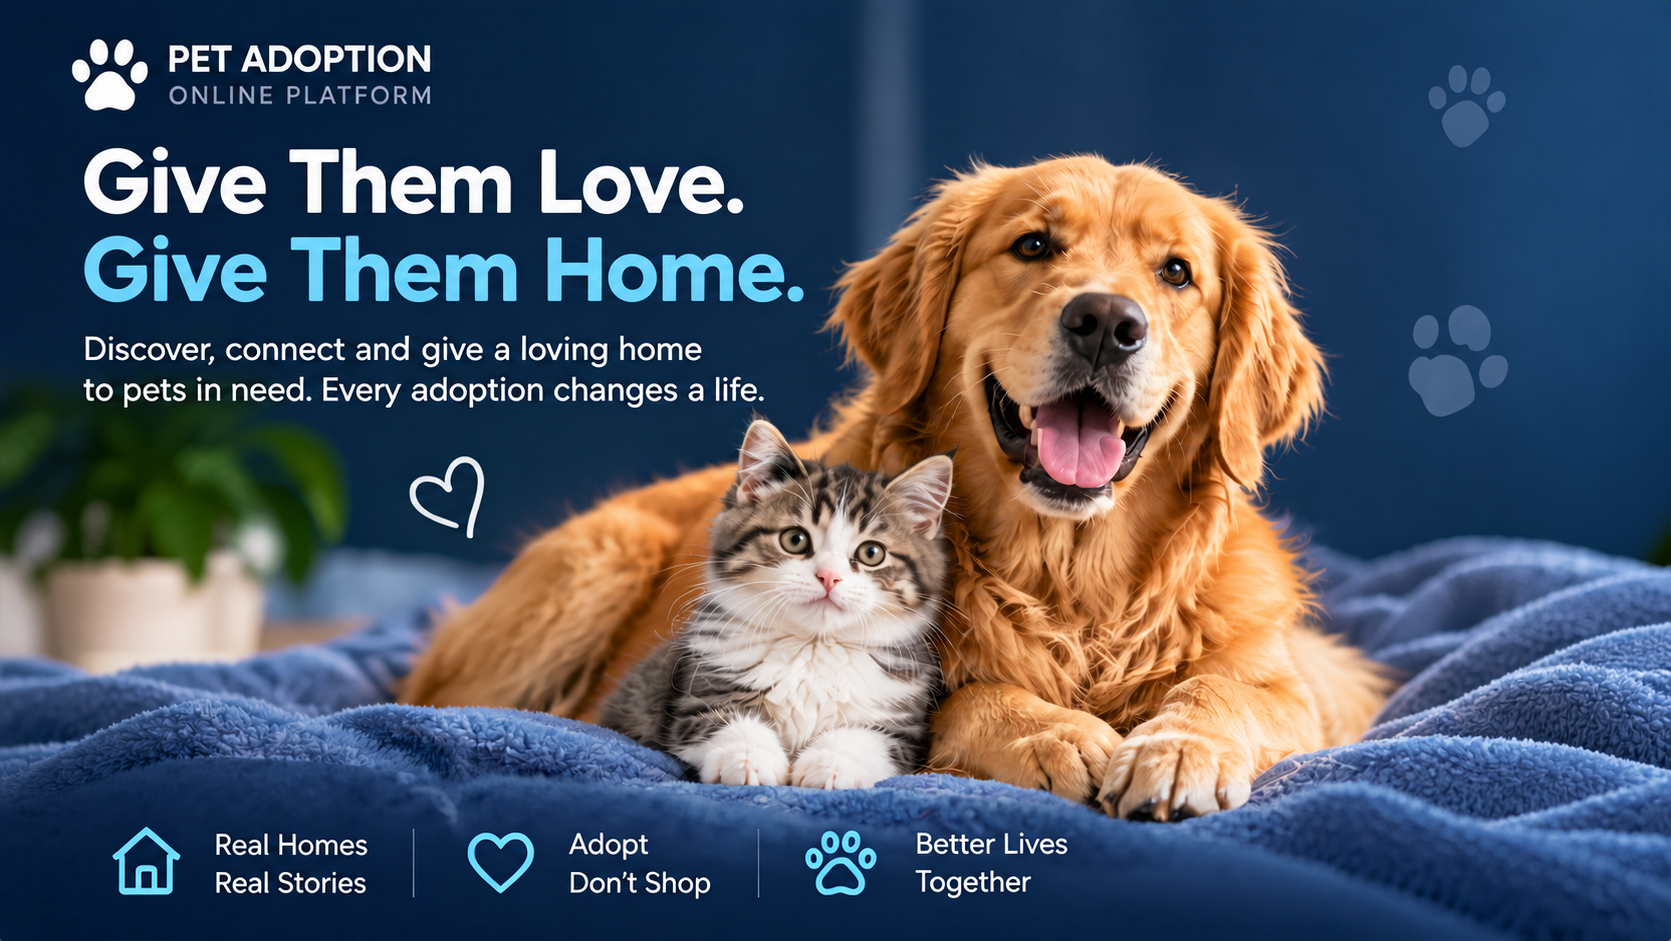 PET ADOPTION
ONLINE PLATFORM
Give Them Love.
Give Them Home.
Discover, connect and give a loving home
to pets in need. Every adoption changes a life.
Real Homes
Real Stories
Adopt
Don't Shop
Better Lives
Together